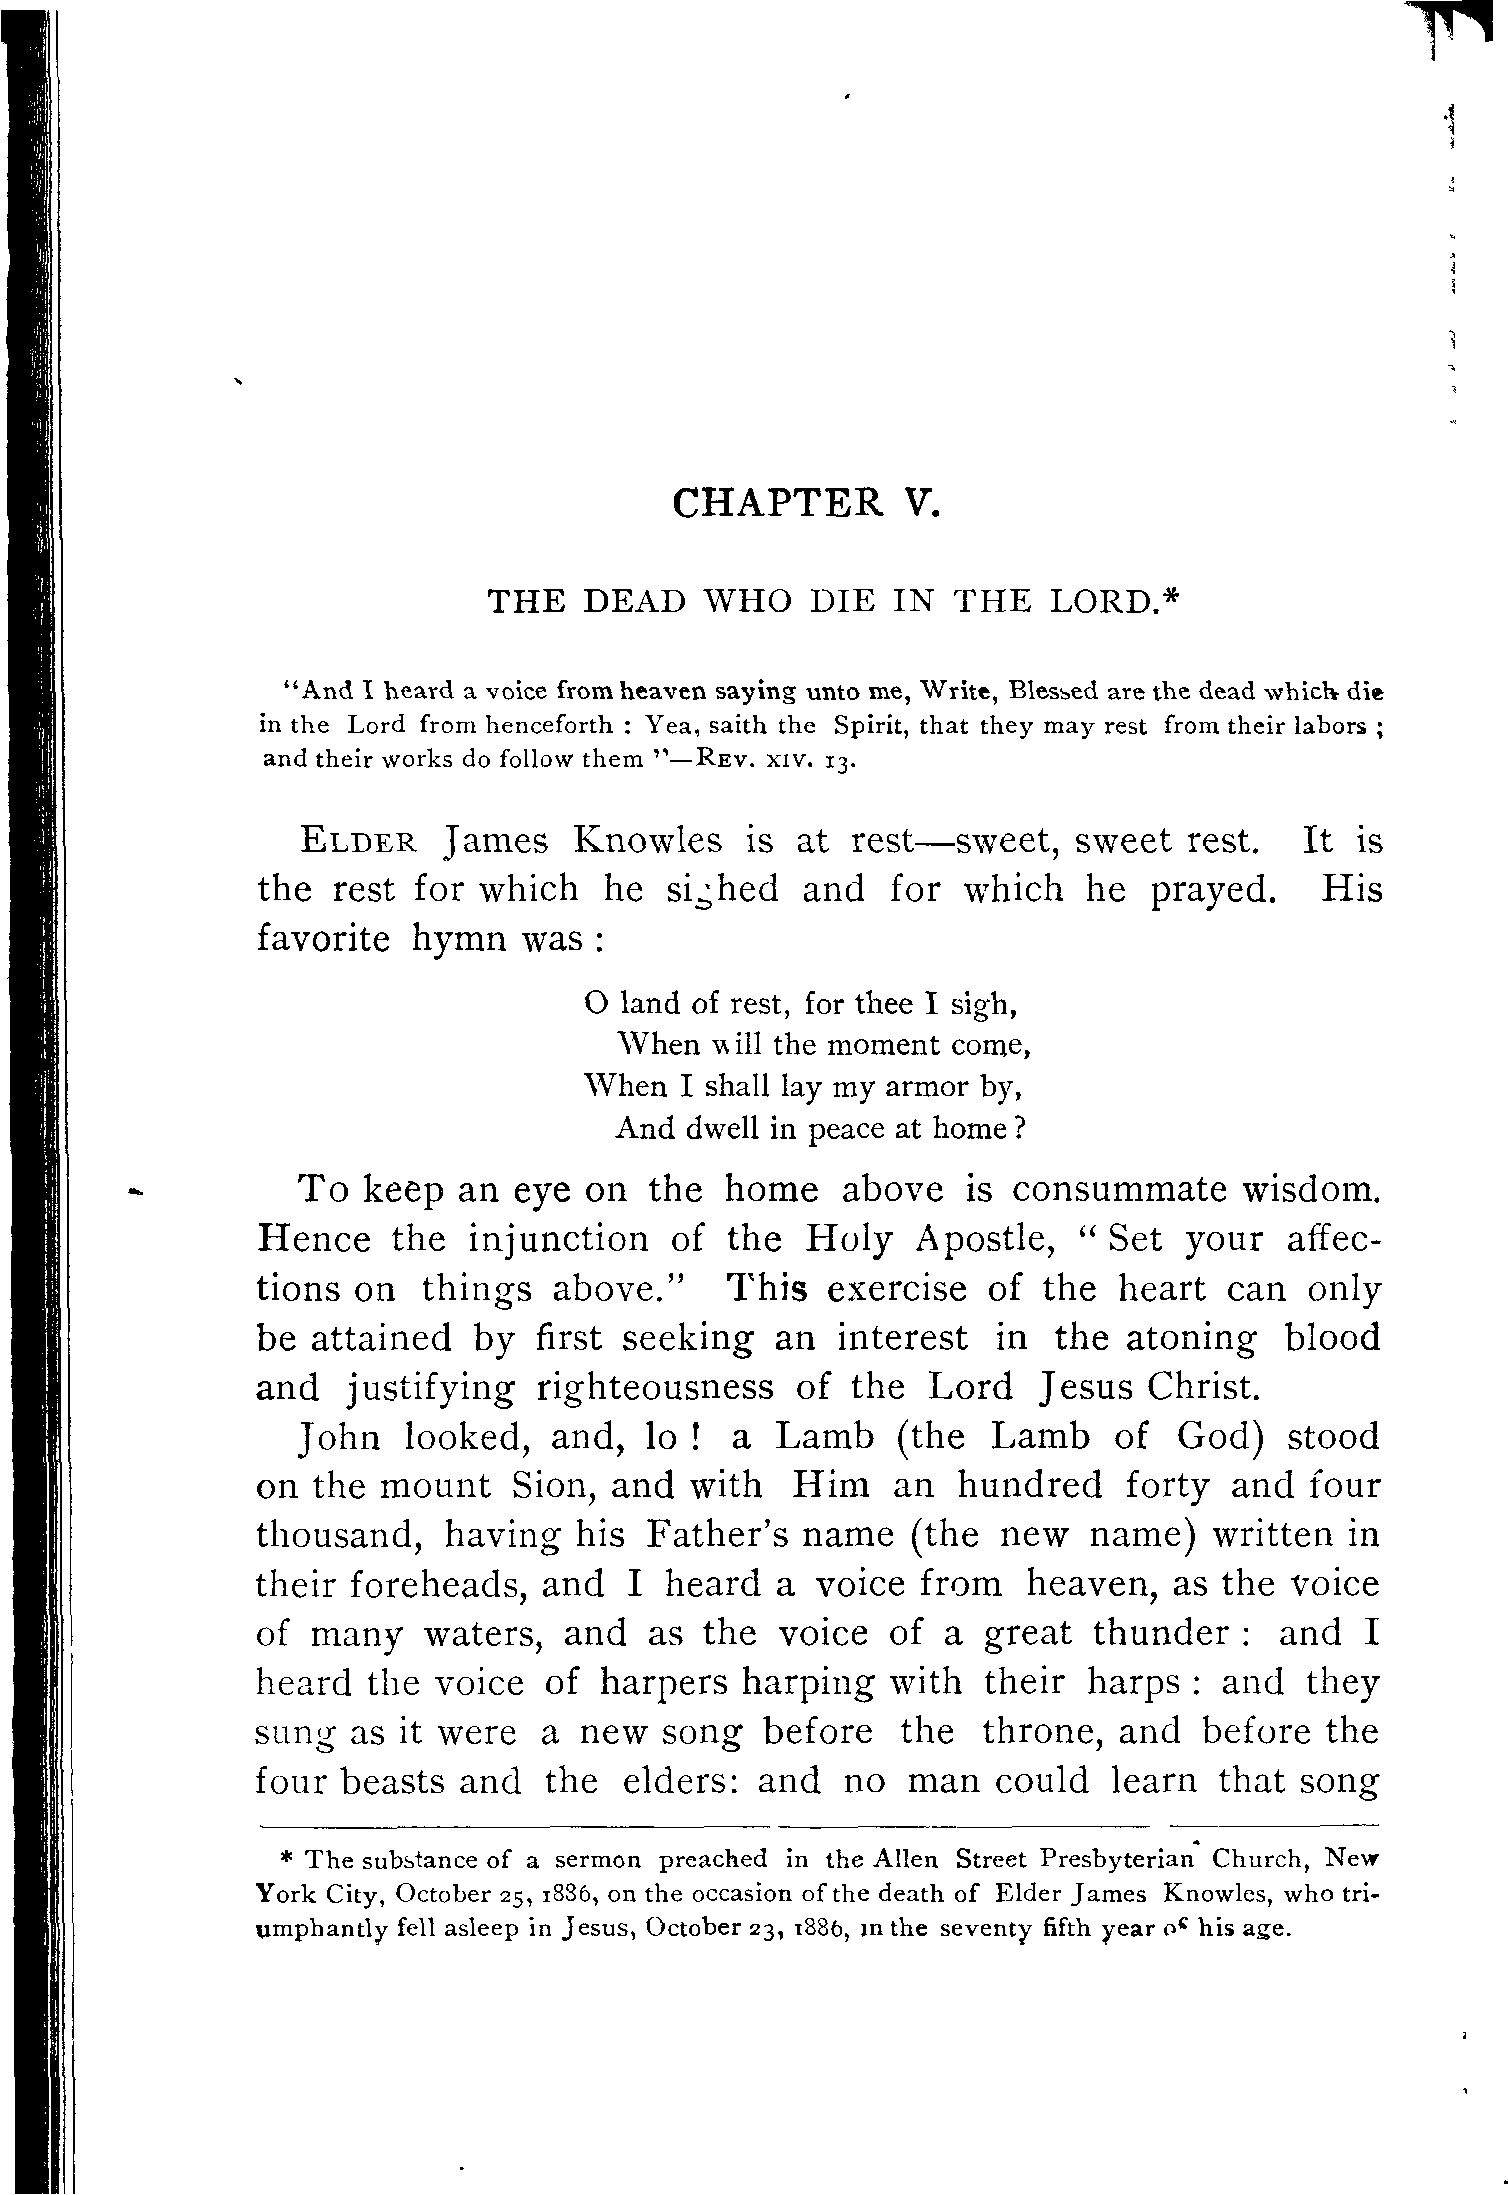 CHAPTER V.
THE DEAD WHO DIE IN THE LORD.*
“And I heard a voice from heaven saying unto me, Write, Blessed are the dead which die
in the Lord from henceforth : Yea, saith the Spirit, that they may rest from their labors ;
and their works do follow them ”—REV. XIV. 13.
ELDER James Knowles is at rest—sweet, sweet rest. It is
the rest for which he sighed and for which he prayed. His
favorite hymn was :
O land of rest, for thee I sigh,
When will the moment come,
When I shall lay my armor by,
And dwell in peace at home ?
To keep an eye on the home above is consummate wisdom.
Hence the injunction of the Holy Apostle, “ Set your affec-
tions on things above.” This exercise of the heart can only
be attained by first seeking an interest in the atoning blood
and justifying righteousness of the Lord Jesus Christ.
John looked, and, lo ! a Lamb (the Lamb of God) stood
on the mount Sion, and with Him an hundred forty and four
thousand, having his Father’s name (the new name) written in
their foreheads, and I heard a voice from heaven, as the voice
of many waters, and as the voice of a great thunder : and I
heard the voice of harpers harping with their harps : and they
sung as it were a new song before the throne, and before the
four beasts and the elders: and no man could learn that song
* The substance of a sermon preached in the Allen Street Presbyterian Church, New
York City, October 25, 1886, on the occasion of the death of Elder James Knowles, who tri-
umphantly fell asleep in Jesus, October 23, 1886, in the seventy fifth year of his age.